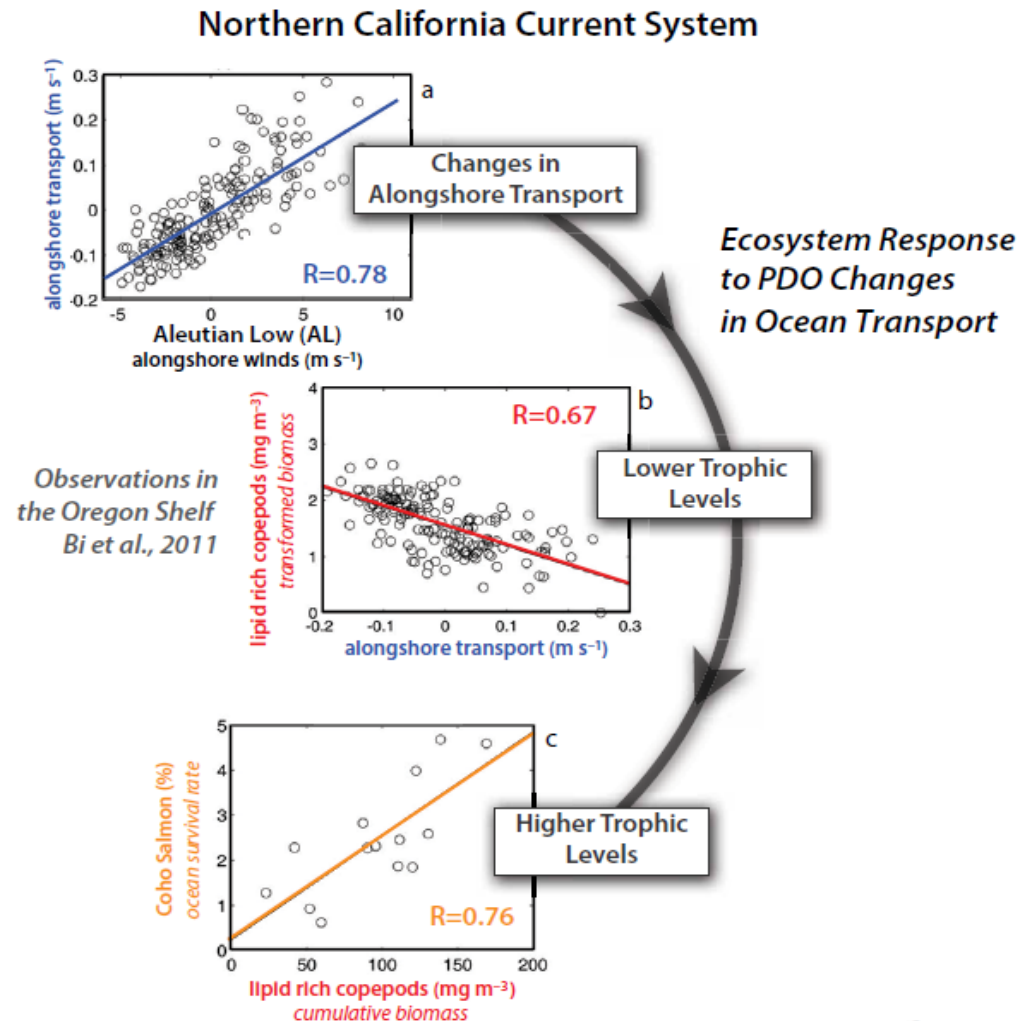 Northern California Current System
alongshore transport (m s⁻¹)
0.3
0.2
0.1
0
-0.1
-0.2
-5
0
5
10
R=0.78
a
Aleutian Low (AL)
alongshore winds (m s⁻¹)
Changes in
Alongshore Transport
Ecosystem Response
to PDO Changes
in Ocean Transport
Observations in
the Oregon Shelf
Bi et al., 2011
lipid rich copepods (mg m⁻³)
transformed biomass
4
3
2
1
0
-0.2
-0.1
0
0.1
0.2
0.3
R=0.67
b
alongshore transport (m s⁻¹)
Lower Trophic
Levels
Coho Salmon (%)
ocean survival rate
5
4
3
2
1
0
0
50
100
150
200
R=0.76
c
lipid rich copepods (mg m⁻³)
cumulative biomass
Higher Trophic
Levels